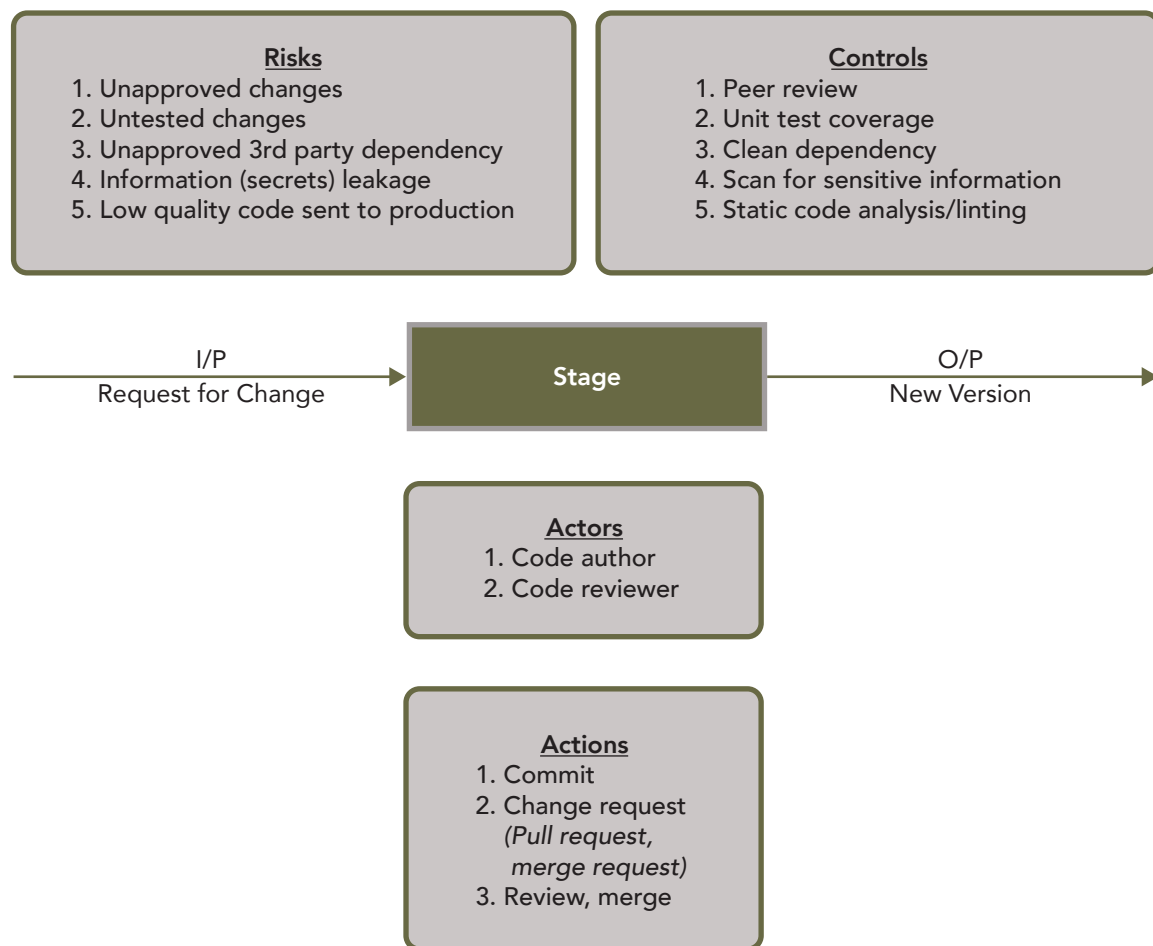 Risks
1. Unapproved changes
2. Untested changes
3. Unapproved 3rd party dependency
4. Information (secrets) leakage
5. Low quality code sent to production
Controls
1. Peer review
2. Unit test coverage
3. Clean dependency
4. Scan for sensitive information
5. Static code analysis/linting
I/P
Request for Change
Stage
O/P
New Version
Actors
1. Code author
2. Code reviewer
Actions
1. Commit
2. Change request
(Pull request,
merge request)
3. Review, merge